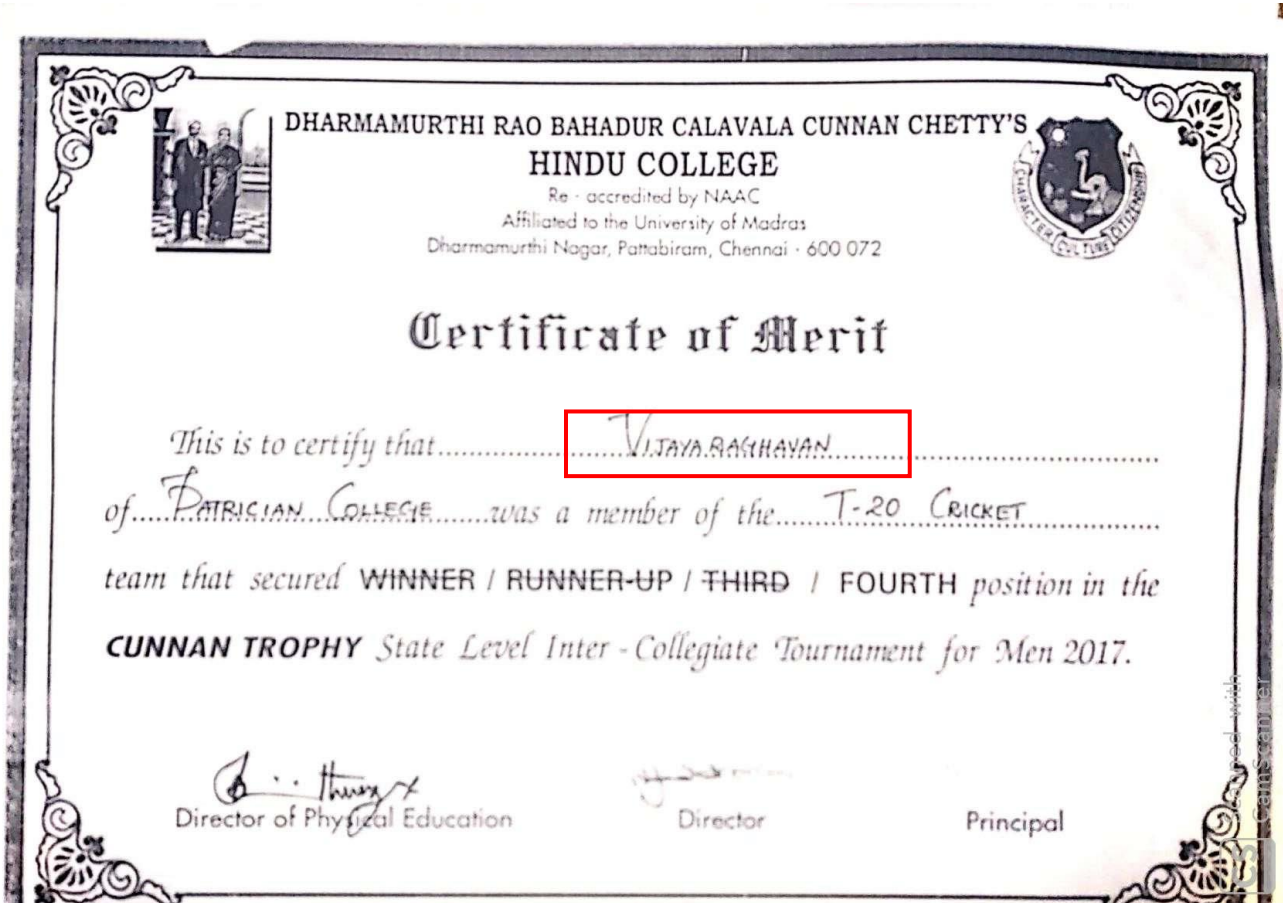 DHARMAMURTHI RAO BAHADUR CALAVALA CUNNAN CHETTY'S
HINDU COLLEGE
Re - accredited by NAAC
Affiliated to the University of Madras
Dharmamurthi Nagar, Pattabiram, Chennai - 600 072
CHARACTER CULTURE CITIZENSHIP
Certificate of Merit
This is to certify that VIJAYARAGHAVAN
of PATRICIAN COLLEGE was a member of the T-20 CRICKET
team that secured WINNER / RUNNER-UP / THIRD / FOURTH position in the
CUNNAN TROPHY State Level Inter - Collegiate Tournament for Men 2017.
Director of Physical Education Director Principal
Scanned with
CamScanner
CS